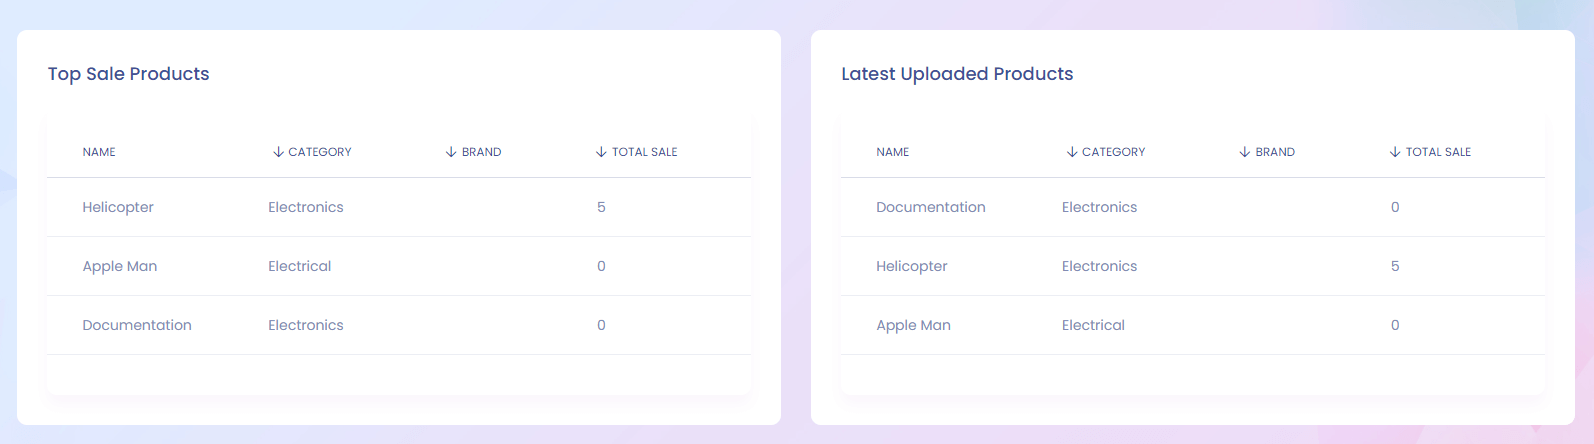 Top Sale Products
NAME ↓ CATEGORY ↓ BRAND ↓ TOTAL SALE
Helicopter Electronics 5
Apple Man Electrical 0
Documentation Electronics 0
Latest Uploaded Products
NAME ↓ CATEGORY ↓ BRAND ↓ TOTAL SALE
Documentation Electronics 0
Helicopter Electronics 5
Apple Man Electrical 0